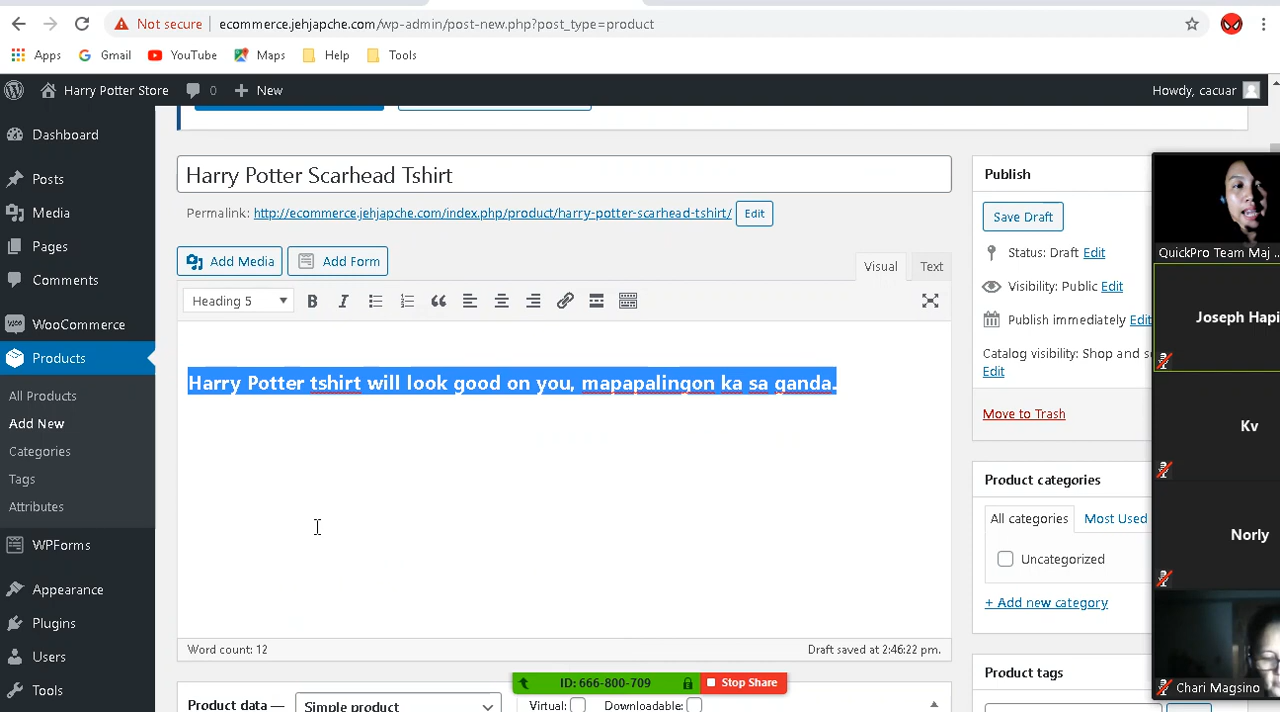 Not secure ecommerce.jehjapche.com/wp-admin/post-new.php?post_type=product
Apps Gmail YouTube Maps Help Tools
Harry Potter Store 0 New Howdy, cacuar
Dashboard
Posts
Media
Pages
Comments
WooCommerce
Products
All Products
Add New
Categories
Tags
Attributes
WPForms
Appearance
Plugins
Users
Tools
Harry Potter Scarhead Tshirt
Permalink: http://ecommerce.jehjapche.com/index.php/product/harry-potter-scarhead-tshirt/ Edit
Add Media Add Form
Visual Text
Heading 5 B I
Harry Potter tshirt will look good on you, mapapalingon ka sa ganda.
Word count: 12 Draft saved at 2:46:22 pm.
Product data — Simple product Virtual: Downloadable:
ID: 666-800-709 Stop Share
Publish
Save Draft
Status: Draft Edit
Visibility: Public Edit
Publish immediately Edit
Catalog visibility: Shop and
Edit
Move to Trash
Product categories
All categories Most Used
Uncategorized
+ Add new category
Product tags
QuickPro Team Maj ...
Joseph Hapi
Kv
Norly
Chari Magsino